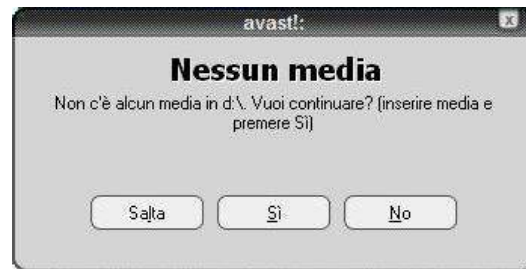 avast!:
Nessun media
Non c'è alcun media in d:\. Vuoi continuare? (inserire media e
premere Sì)
Salta
Sì
No